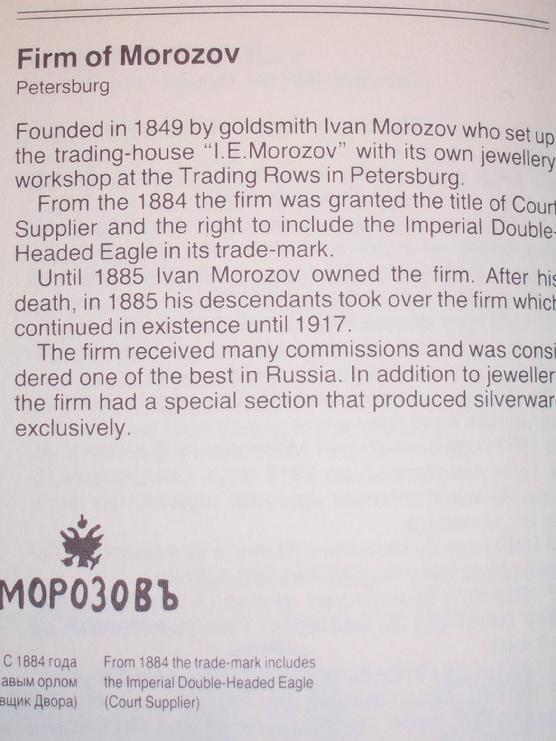 Firm of Morozov
Petersburg
Founded in 1849 by goldsmith Ivan Morozov who set up
the trading-house “I.E.Morozov” with its own jewellery
workshop at the Trading Rows in Petersburg.
From the 1884 the firm was granted the title of Court
Supplier and the right to include the Imperial Double-
Headed Eagle in its trade-mark.
Until 1885 Ivan Morozov owned the firm. After his
death, in 1885 his descendants took over the firm which
continued in existence until 1917.
The firm received many commissions and was consi
dered one of the best in Russia. In addition to jeweller
the firm had a special section that produced silverwar
exclusively.
МОРОЗОВЪ
С 1884 года
авым орлом
вщик Двора)
From 1884 the trade-mark includes
the Imperial Double-Headed Eagle
(Court Supplier)